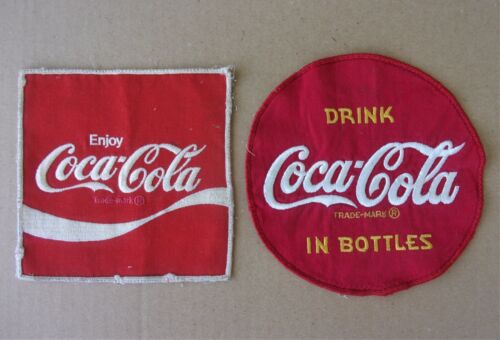 Enjoy
Coca-Cola
Trade-mark ®
DRINK
Coca-Cola
TRADE-MARK ®
IN BOTTLES